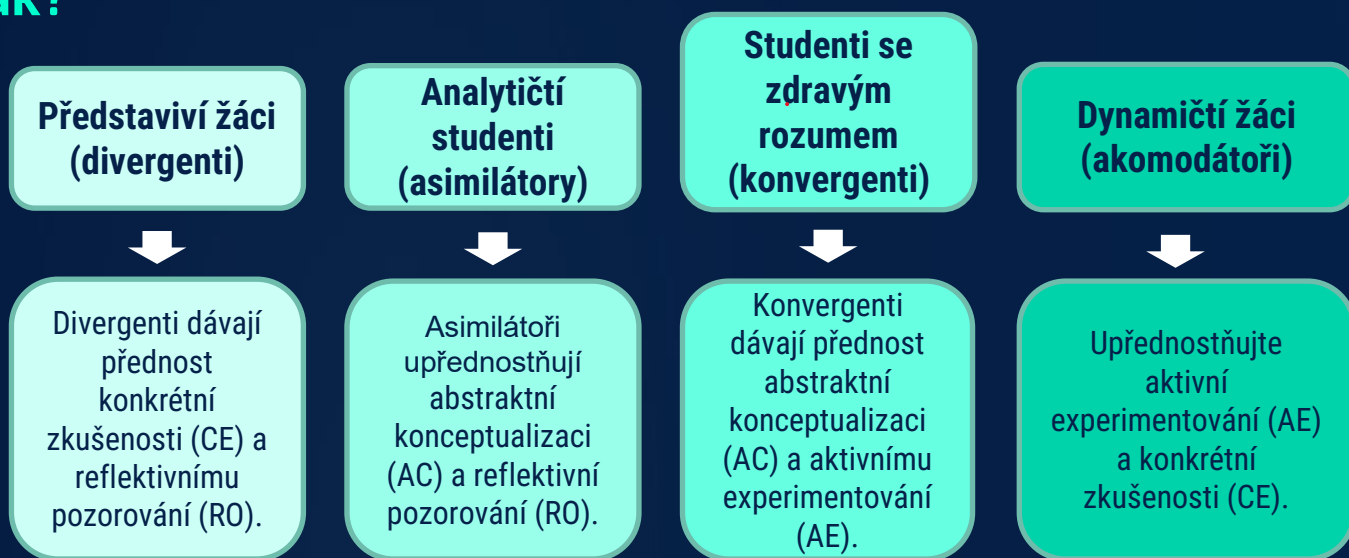 Představiví žáci
(divergenti)
Analytičtí
studenti
(asimilátory)
Studenti se
zdravým
rozumem
(konvergenti)
Dynamičtí žáci
(akomodátoři)
Divergenti dávají
přednost
konkrétní
zkušenosti (CE) a
reflektivnímu
pozorování (RO).
Asimilátoři
upřednostňují
abstraktní
konceptualizaci
(AC) a reflektivní
pozorování (RO).
Konvergenti
dávají přednost
abstraktní
konceptualizaci
(AC) a aktivnímu
experimentování
(AE).
Upřednostňujte
aktivní
experimentování (AE)
a konkrétní
zkušenosti (CE).